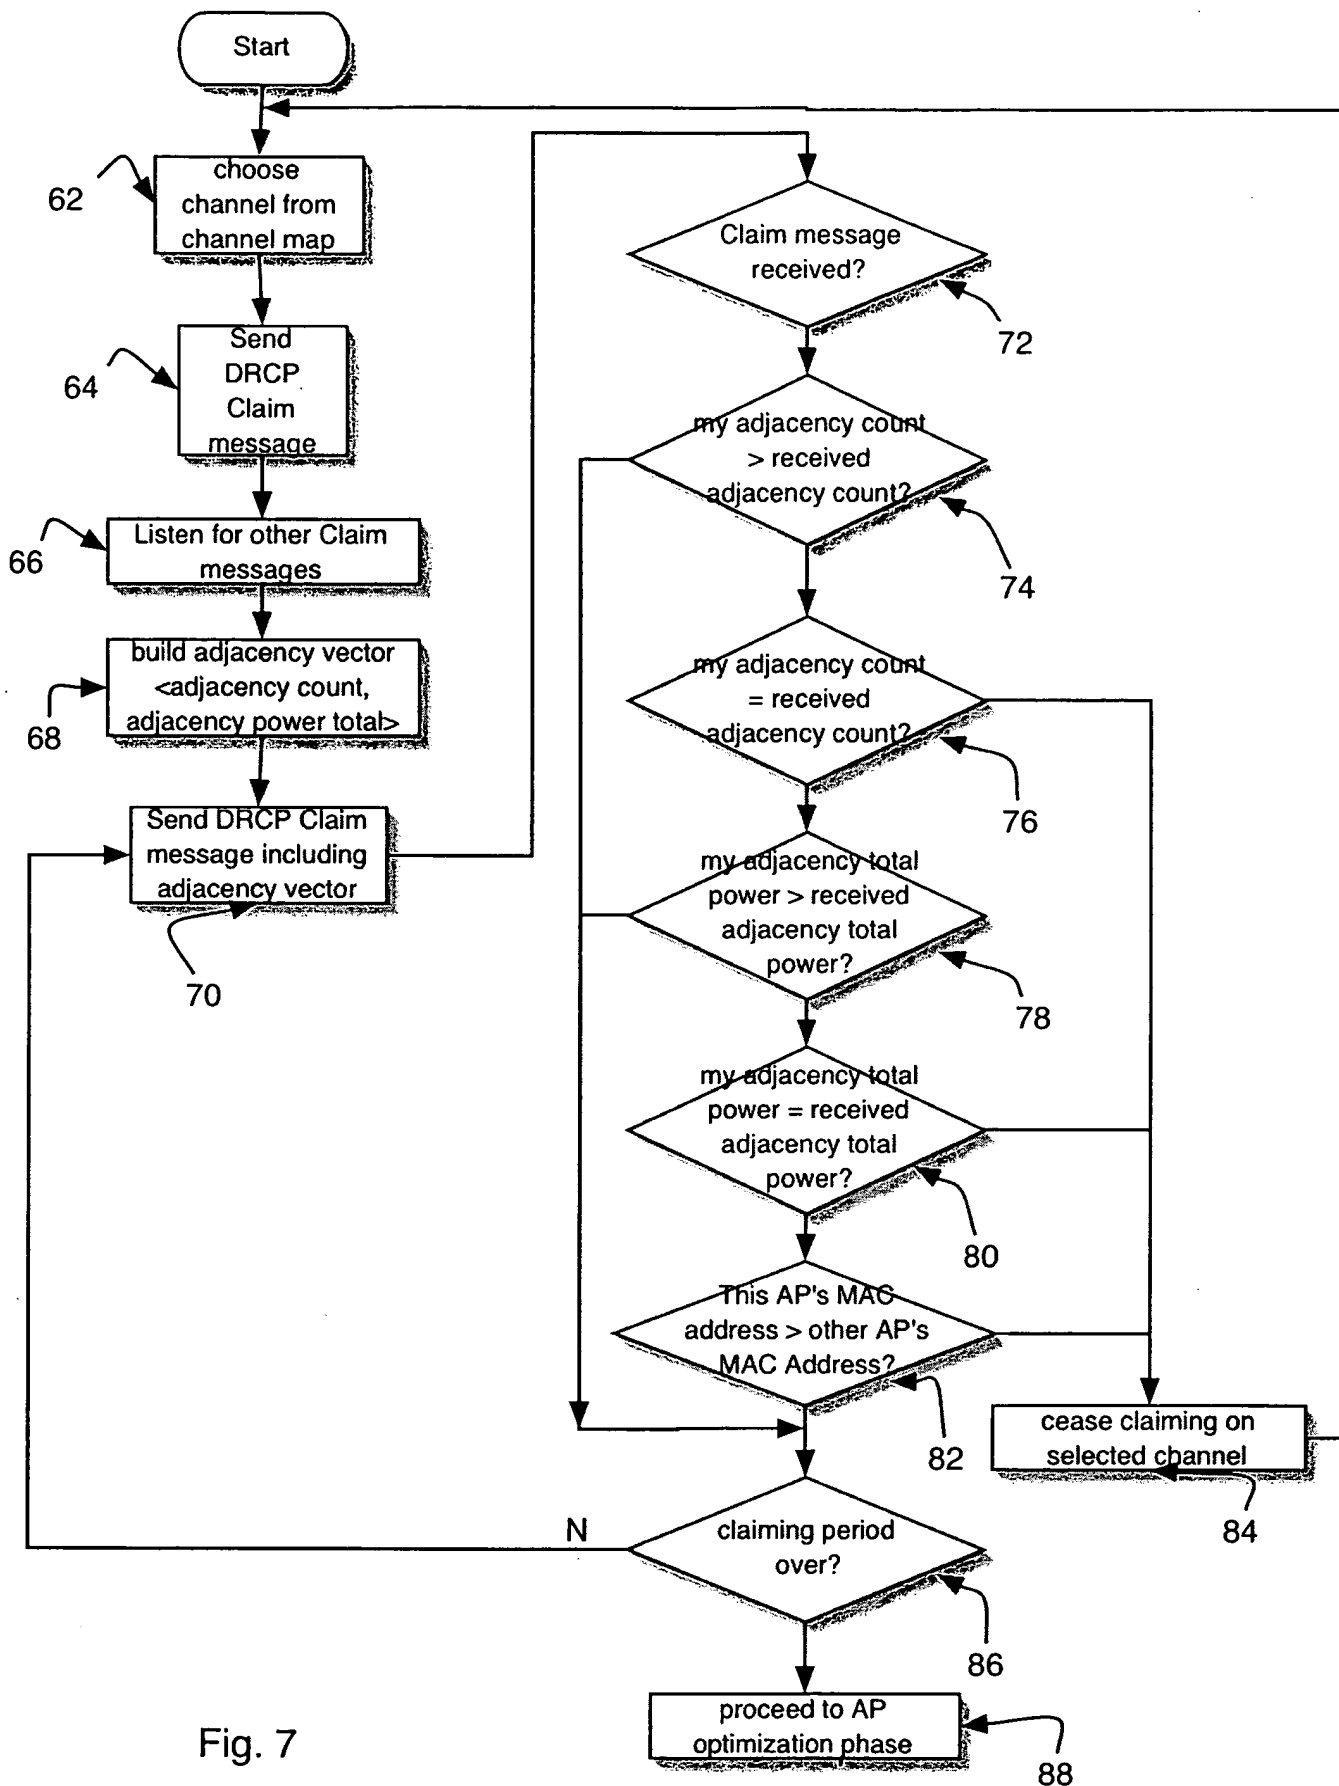 Start
choose
channel from
channel map
62
Send
DRCP
Claim
message
64
Listen for other Claim
messages
66
build adjacency vector
<adjacency count,
adjacency power total>
68
Send DRCP Claim
message including
adjacency vector
70
Claim message
received?
72
my adjacency count
> received
adjacency count?
74
my adjacency count
= received
adjacency count?
76
my adjacency total
power > received
adjacency total
power?
78
my adjacency total
power = received
adjacency total
power?
80
This AP's MAC
address > other AP's
MAC Address?
82
cease claiming on
selected channel
84
claiming period
over?
N
86
proceed to AP
optimization phase
88
Fig. 7